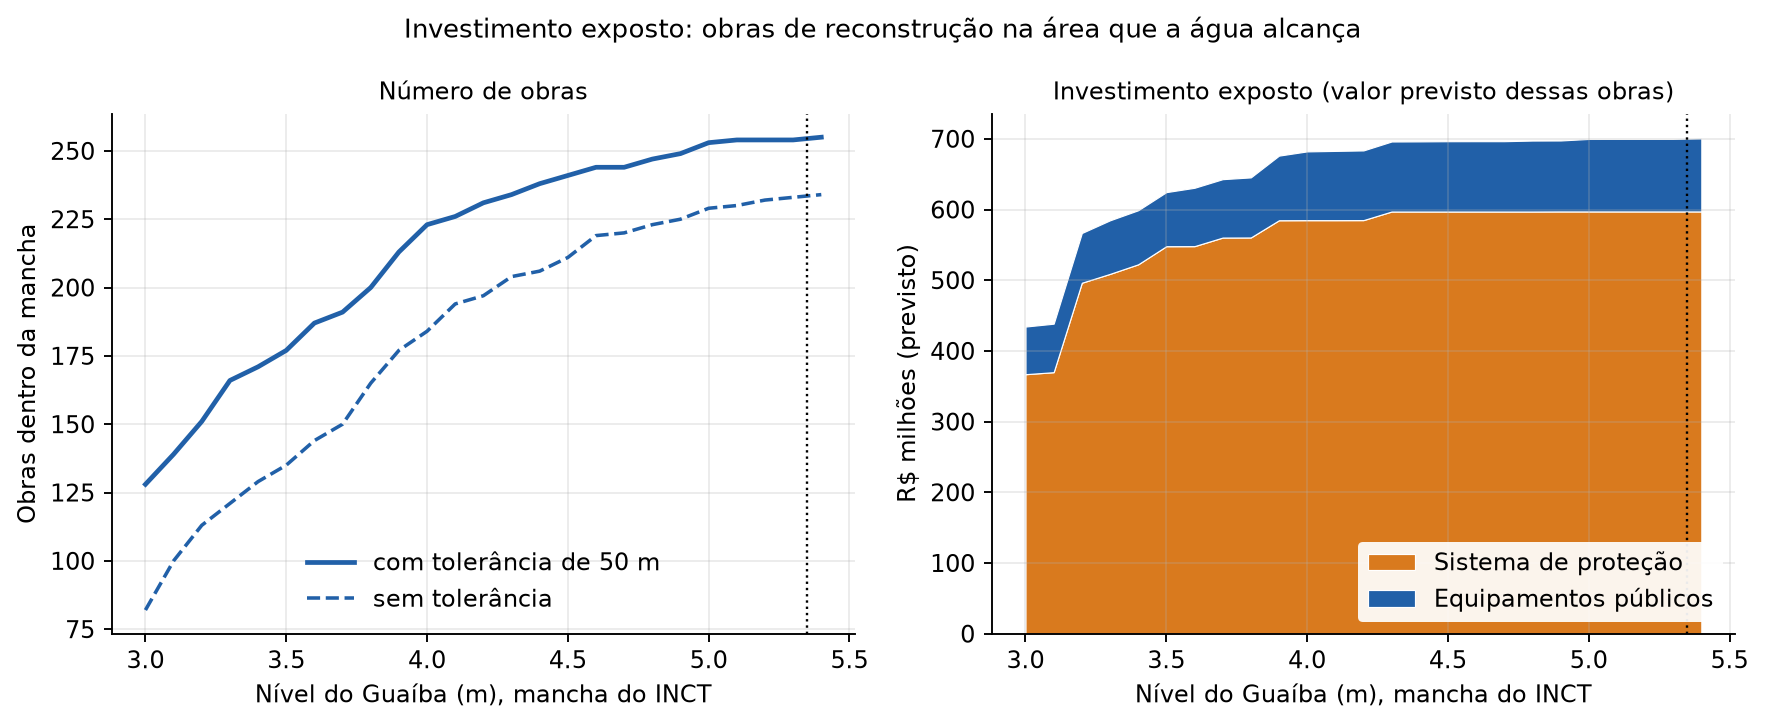 Investimento exposto: obras de reconstrução na área que a água alcança
Número de obras
Obras dentro da mancha
250
225
200
175
150
125
100
75
com tolerância de 50 m
sem tolerância
3.0 3.5 4.0 4.5 5.0 5.5
Nível do Guaíba (m), mancha do INCT
Investimento exposto (valor previsto dessas obras)
R$ milhões (previsto)
700
600
500
400
300
200
100
0
Sistema de proteção
Equipamentos públicos
3.0 3.5 4.0 4.5 5.0 5.5
Nível do Guaíba (m), mancha do INCT